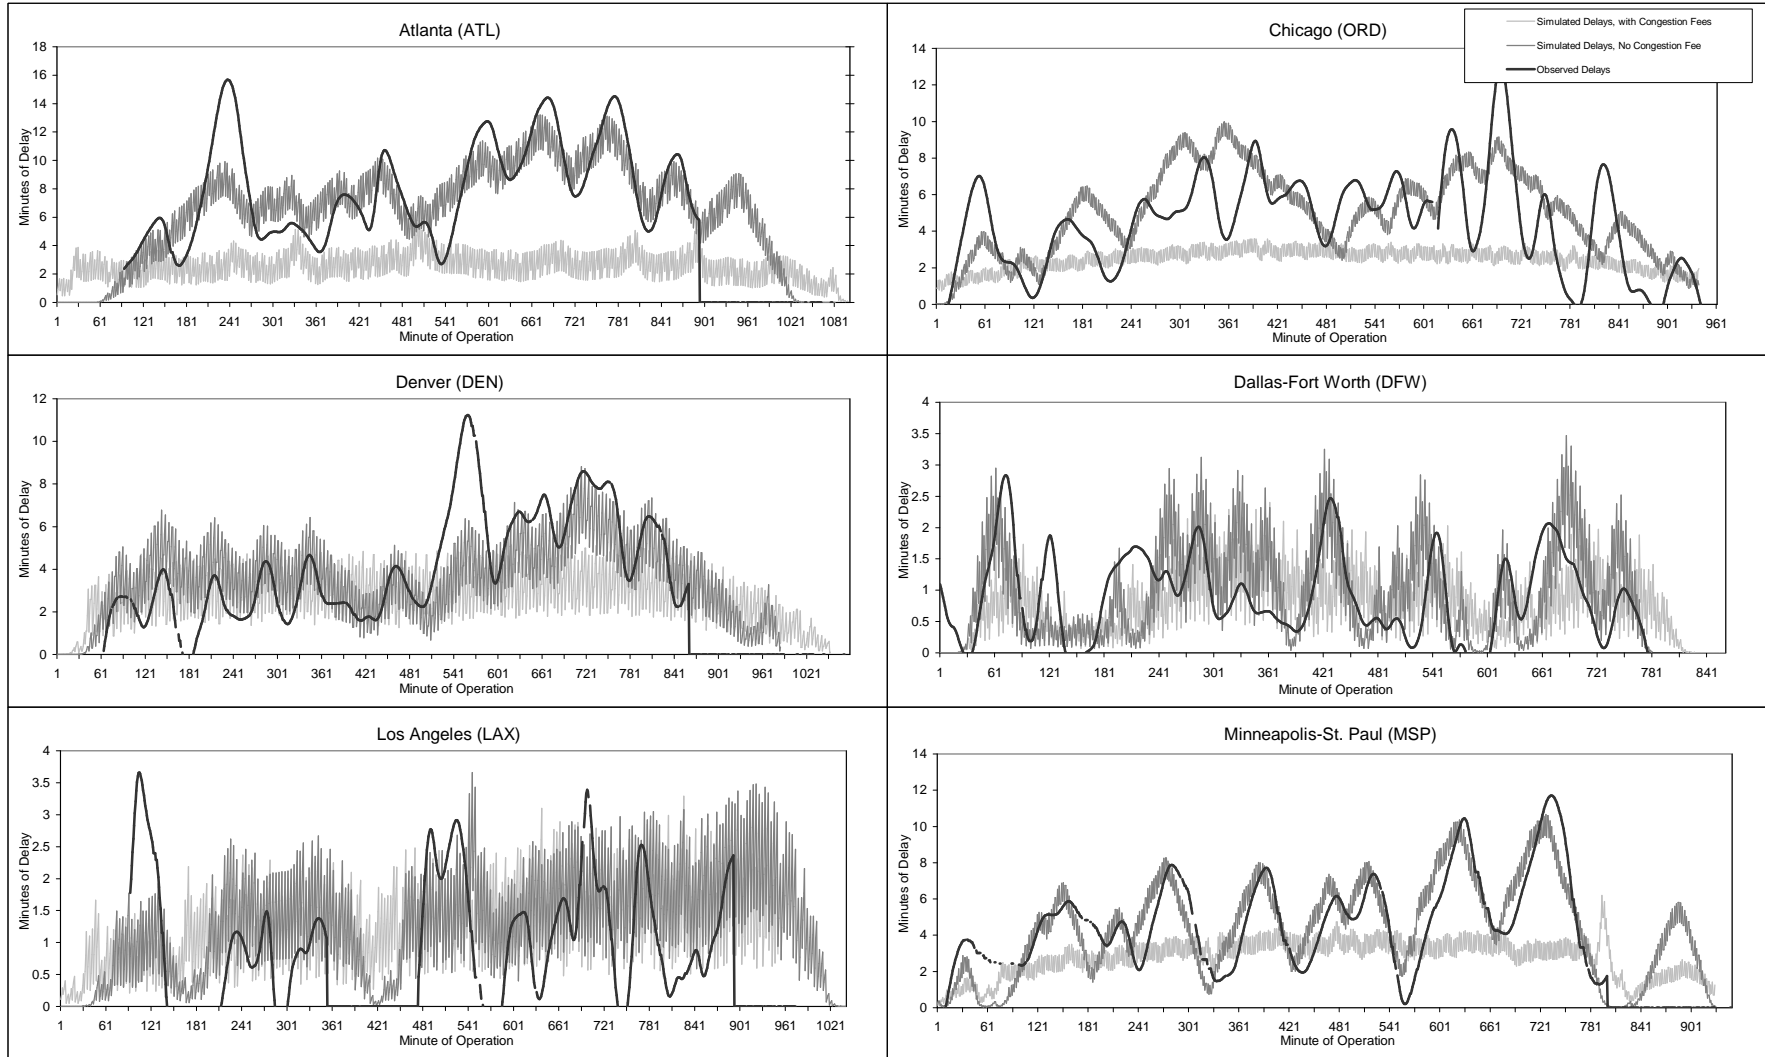 Atlanta (ATL)
18
16
14
12
10
8
6
4
2
0
Minutes of Delay
1 61 121 181 241 301 361 421 481 541 601 661 721 781 841 901 961 1021 1081
Minute of Operation
Chicago (ORD)
Simulated Delays, with Congestion Fees
Simulated Delays, No Congestion Fee
Observed Delays
14
12
10
8
6
4
2
0
Minutes of Delay
1 61 121 181 241 301 361 421 481 541 601 661 721 781 841 901 961
Minute of Operation
Denver (DEN)
12
10
8
6
4
2
0
Minutes of Delay
1 61 121 181 241 301 361 421 481 541 601 661 721 781 841 901 961 1021
Minute of Operation
Dallas-Fort Worth (DFW)
4
3.5
3
2.5
2
1.5
1
0.5
0
Minutes of Delay
1 61 121 181 241 301 361 421 481 541 601 661 721 781 841
Minute of Operation
Los Angeles (LAX)
4
3.5
3
2.5
2
1.5
1
0.5
0
Minutes of Delay
1 61 121 181 241 301 361 421 481 541 601 661 721 781 841 901 961 1021
Minute of Operation
Minneapolis-St. Paul (MSP)
14
12
10
8
6
4
2
0
Minutes of Delay
1 61 121 181 241 301 361 421 481 541 601 661 721 781 841 901
Minute of Operation